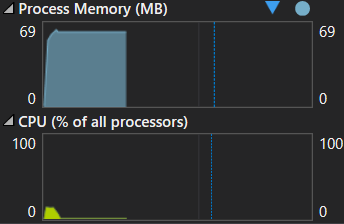 Process Memory (MB)
69 69
0 0
CPU (% of all processors)
100 100
0 0